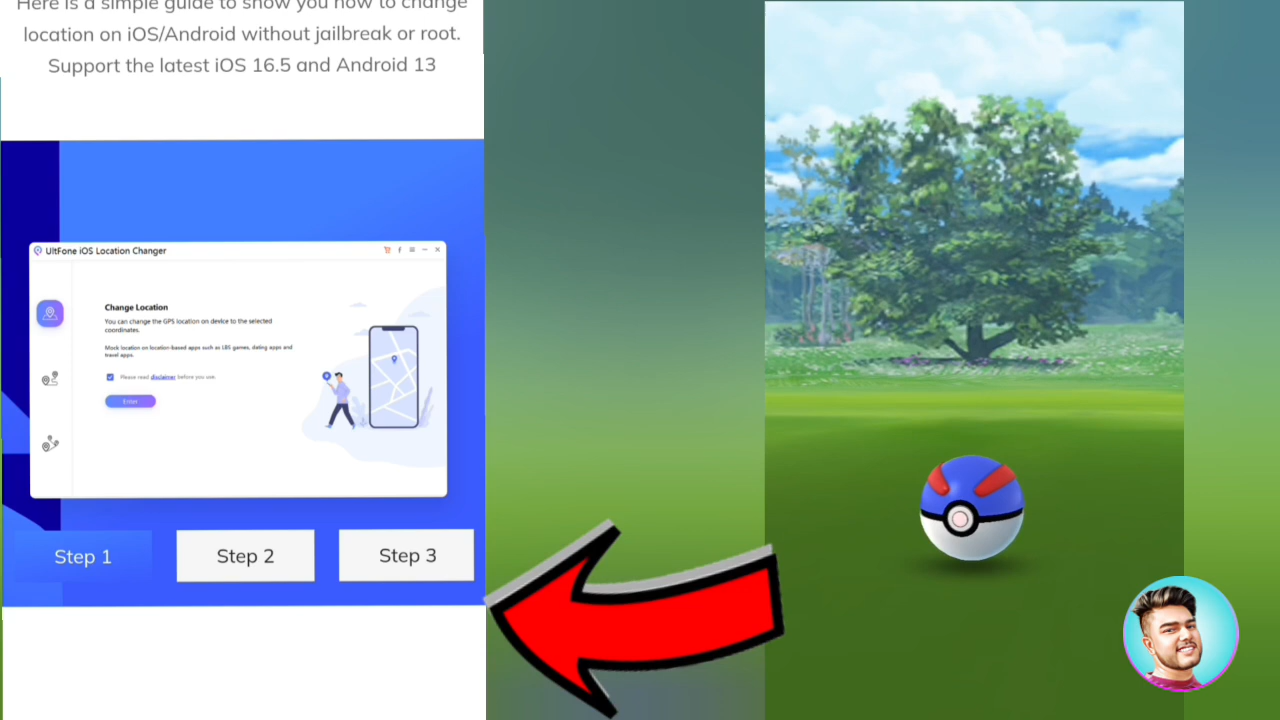 Here is a simple guide to show you how to change
location on iOS/Android without jailbreak or root.
Support the latest iOS 16.5 and Android 13
UltFone iOS Location Changer
Change Location
You can change the GPS location on device to the selected
coordinates.
Mock location on location-based apps such as LBS games, dating apps and
travel apps.
Please read disclaimer before you use.
Enter
Step 1
Step 2
Step 3